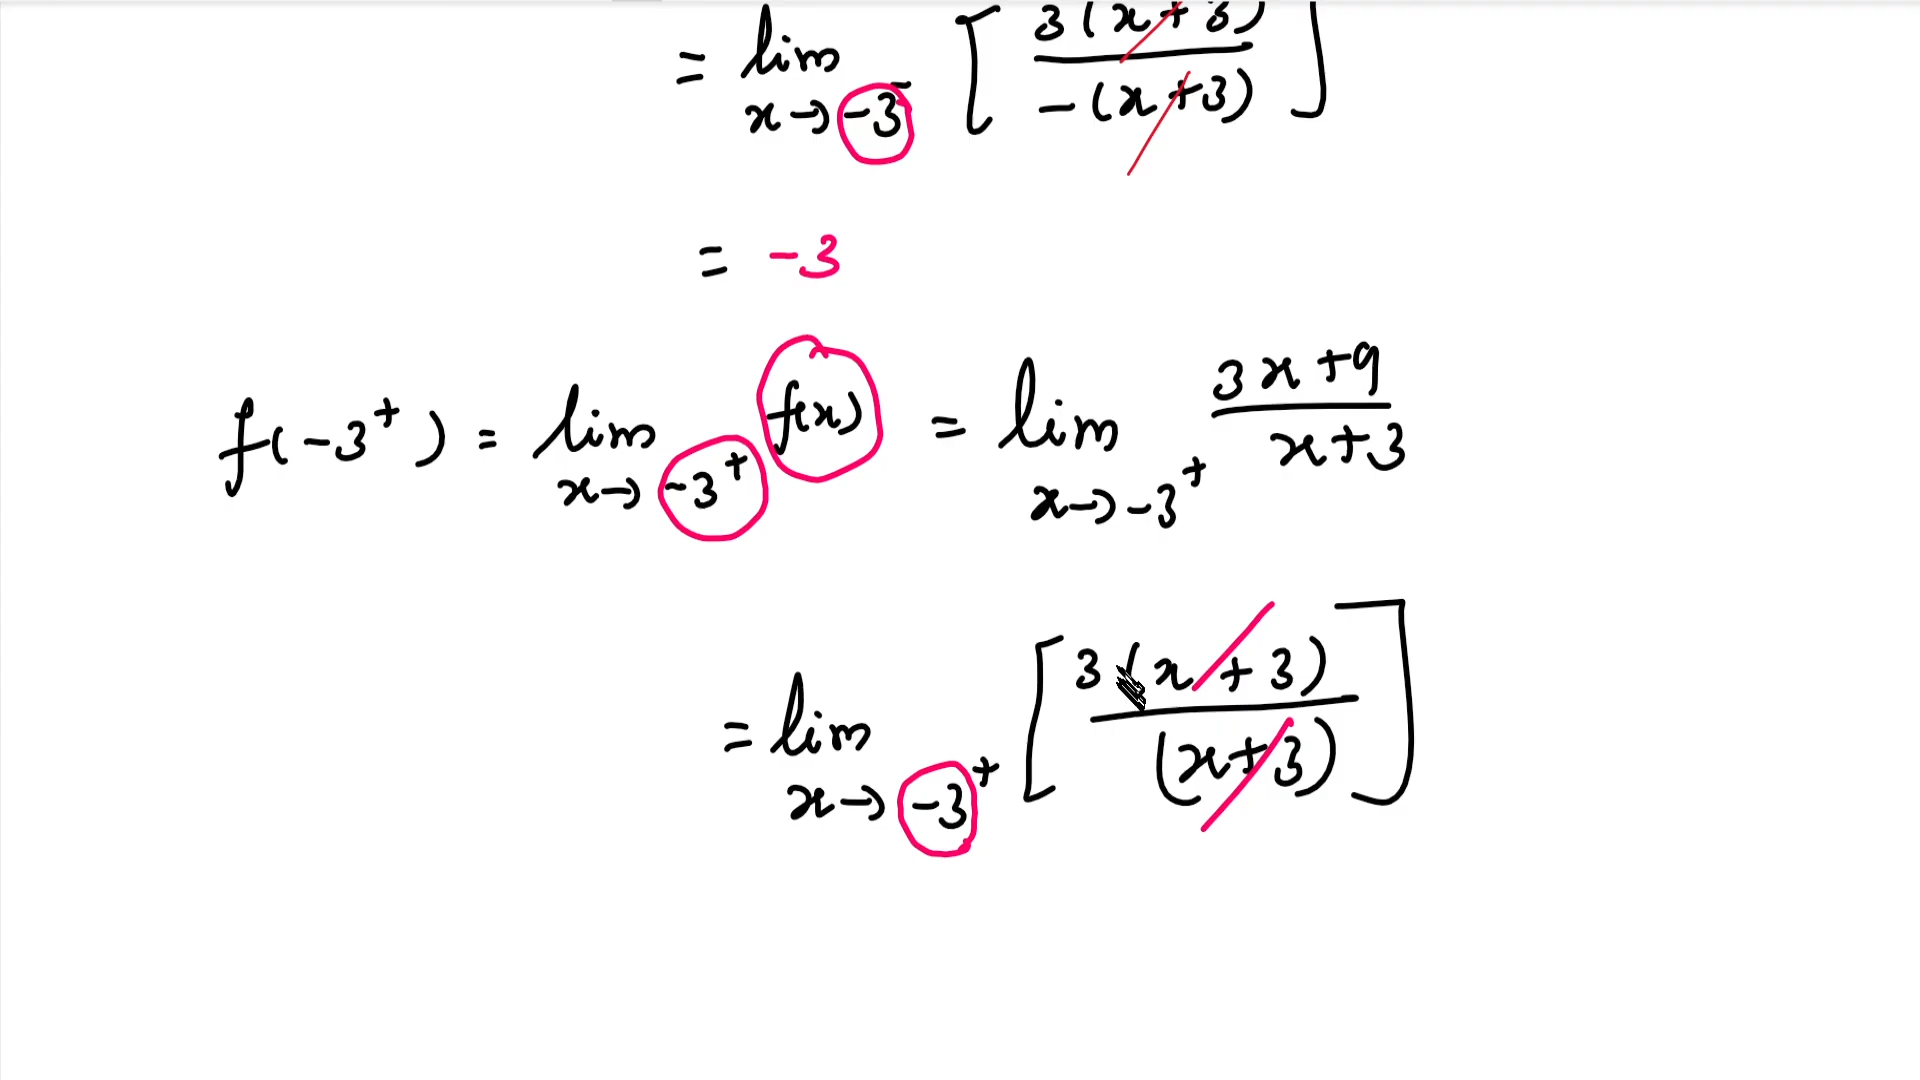 = lim x→-3⁻ [ 3(x+3) / -(x+3) ]
= -3
f(-3⁺) = lim x→-3⁺ f(x) = lim x→-3⁺ 3x+9 / x+3
= lim x→-3⁺ [ 3(x+3) / (x+3) ]